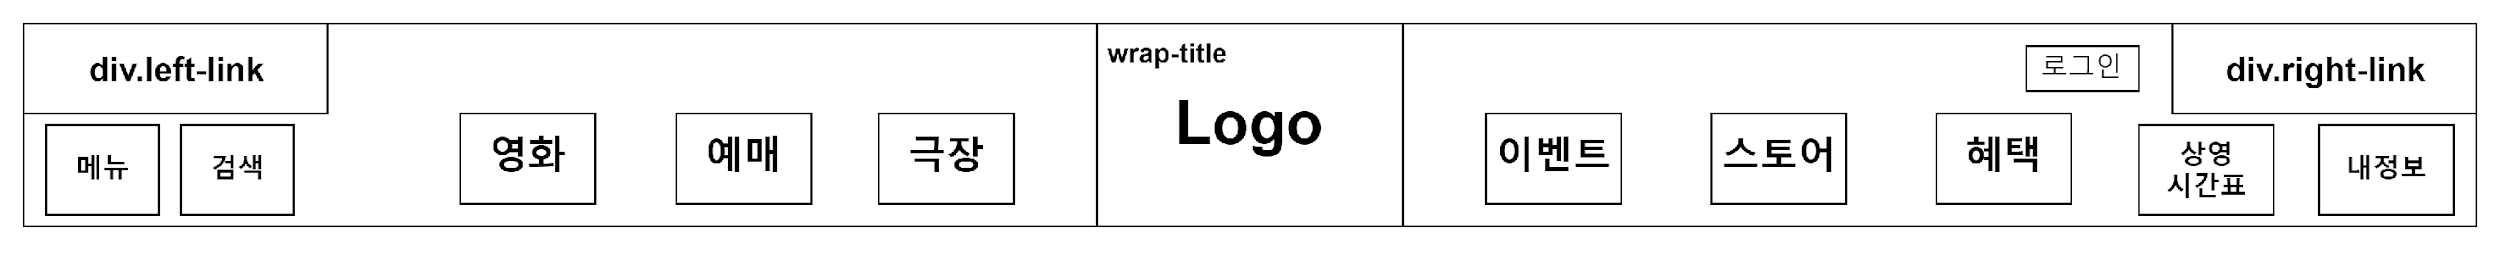 div.left-link
wrap-title
로그인
div.right-link
Logo
메뉴
검색
영화
예매
극장
이벤트
스토어
혜택
상영
시간표
내정보